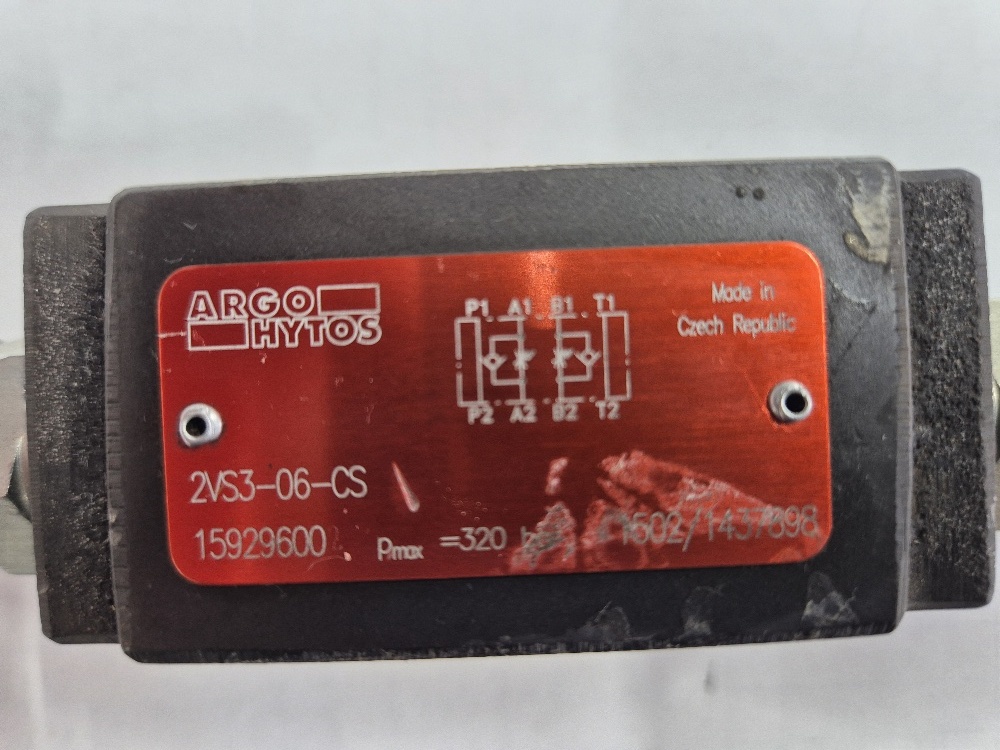 ARGO
HYTOS
P1 A1 B1 T1
P2 A2 B2 T2
Made in
Czech Republic
2VS3-06-CS
15929600
pmax =320